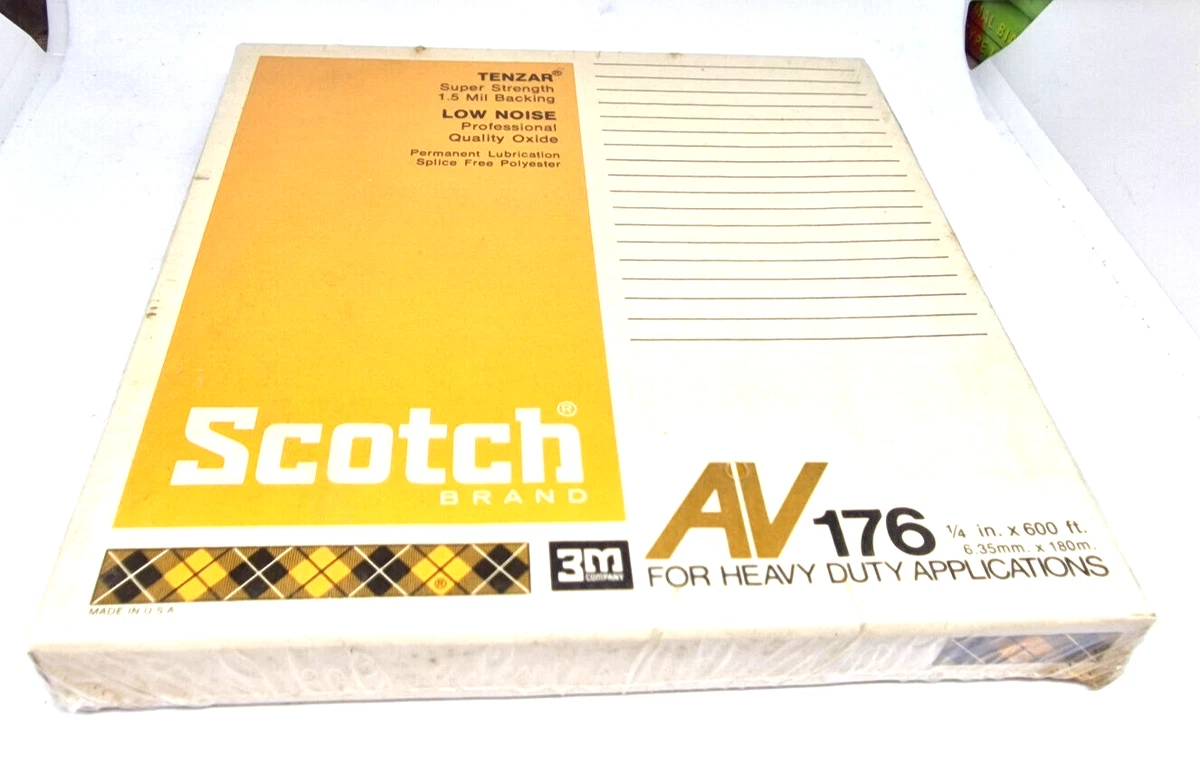 TENZAR®
Super Strength
1.5 Mil Backing
LOW NOISE
Professional
Quality Oxide
Permanent Lubrication
Splice Free Polyester
Scotch®
BRAND
®
3M
COMPANY
MADE IN U.S.A
AV 176 1/4 in. x 600 ft.
6.35mm. x 180m.
FOR HEAVY DUTY APPLICATIONS